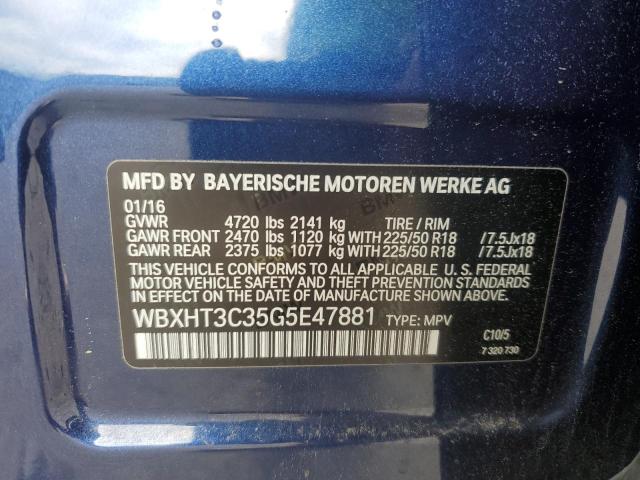 MFD BY BAYERISCHE MOTOREN WERKE AG
01/16
GVWR 4720 lbs 2141 kg TIRE / RIM
GAWR FRONT 2470 lbs 1120 kg WITH 225/50 R18 /7.5Jx18
GAWR REAR 2375 lbs 1077 kg WITH 225/50 R18 /7.5Jx18
THIS VEHICLE CONFORMS TO ALL APPLICABLE U. S. FEDERAL
MOTOR VEHICLE SAFETY AND THEFT PREVENTION
STANDARDS IN EFFECT ON THE DATE OF MANUFACTURE SHOWN ABOVE.
WBXHT3C35G5E47881 TYPE: MPV
C10/5
7 320 730